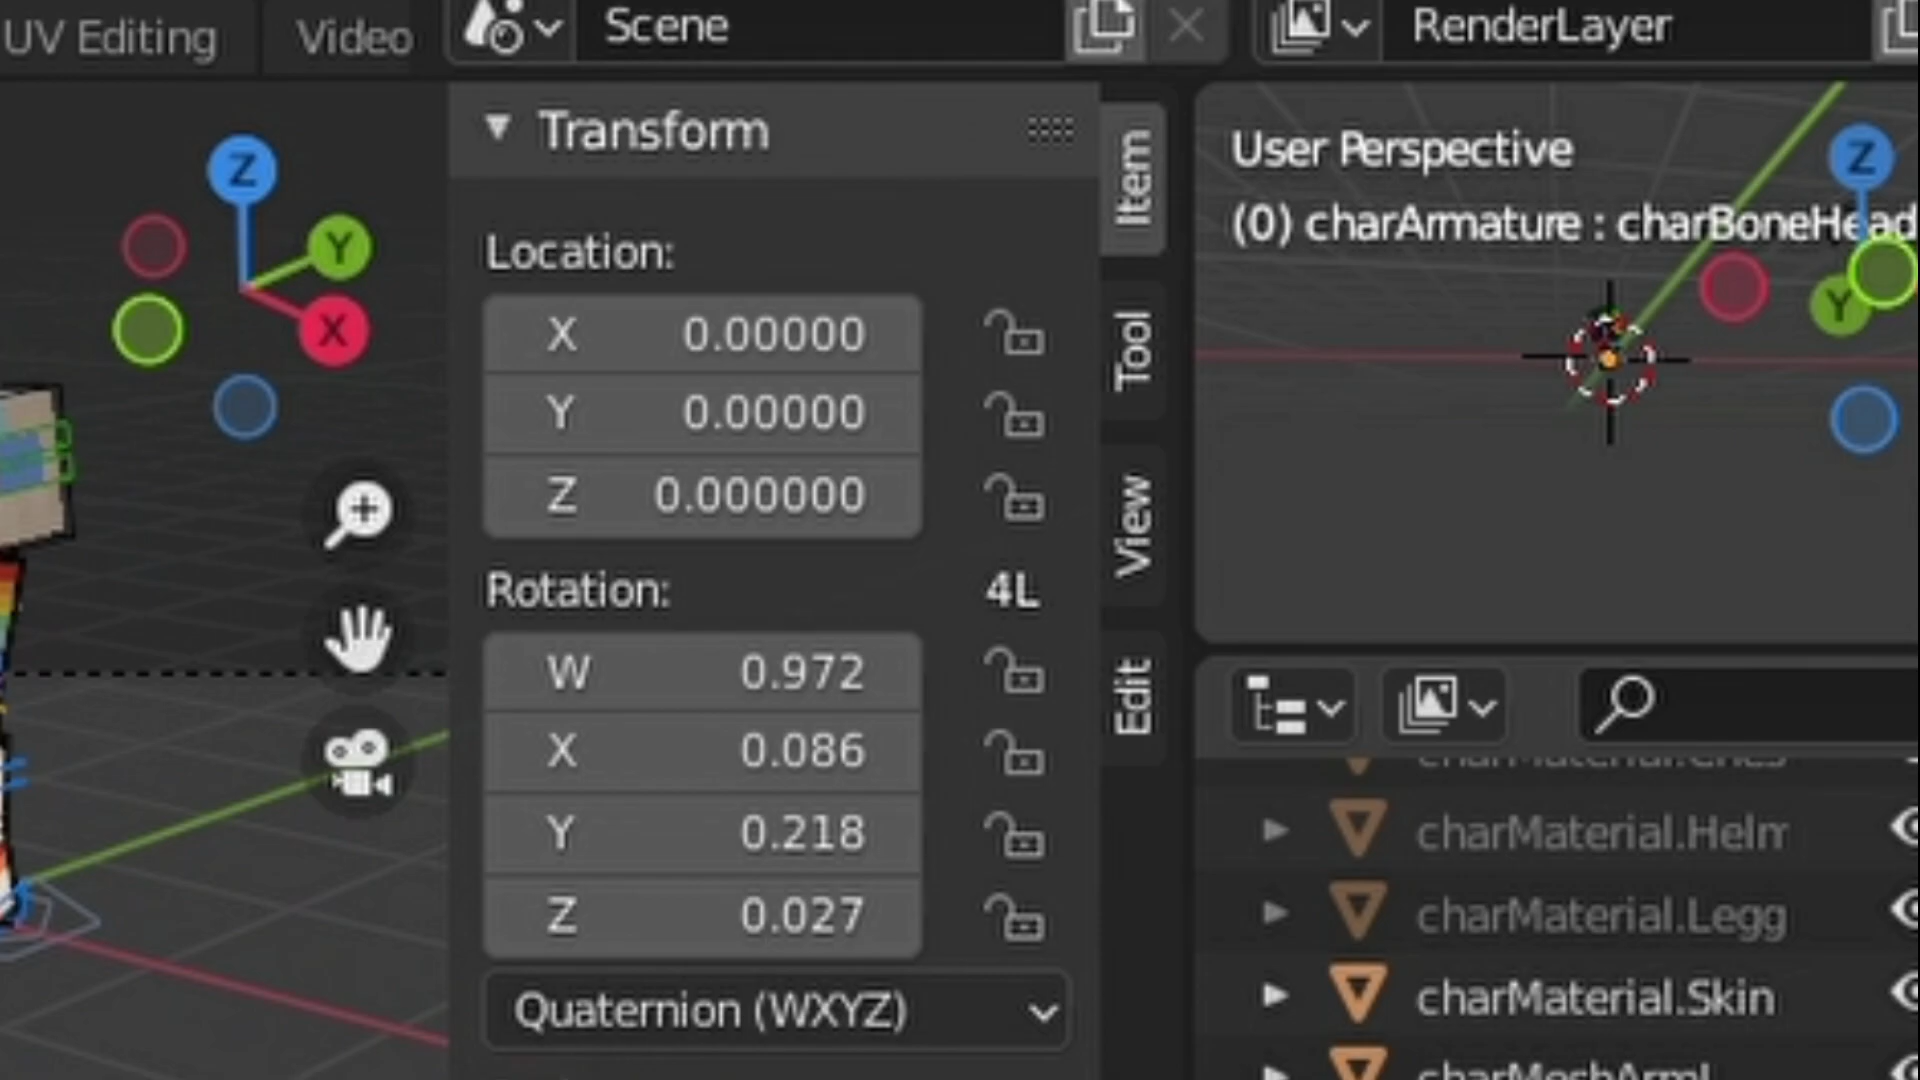 UV Editing
Video
Scene
RenderLayer
Transform
Item
Tool
View
Edit
Location:
X 0.00000
Y 0.00000
Z 0.000000
Rotation: 4L
W 0.972
X 0.086
Y 0.218
Z 0.027
Quaternion (WXYZ)
Z
Y
X
User Perspective
(0) charArmature : charBoneHead
Z
Y
charMaterial.Helm
charMaterial.Legg
charMaterial.Skin